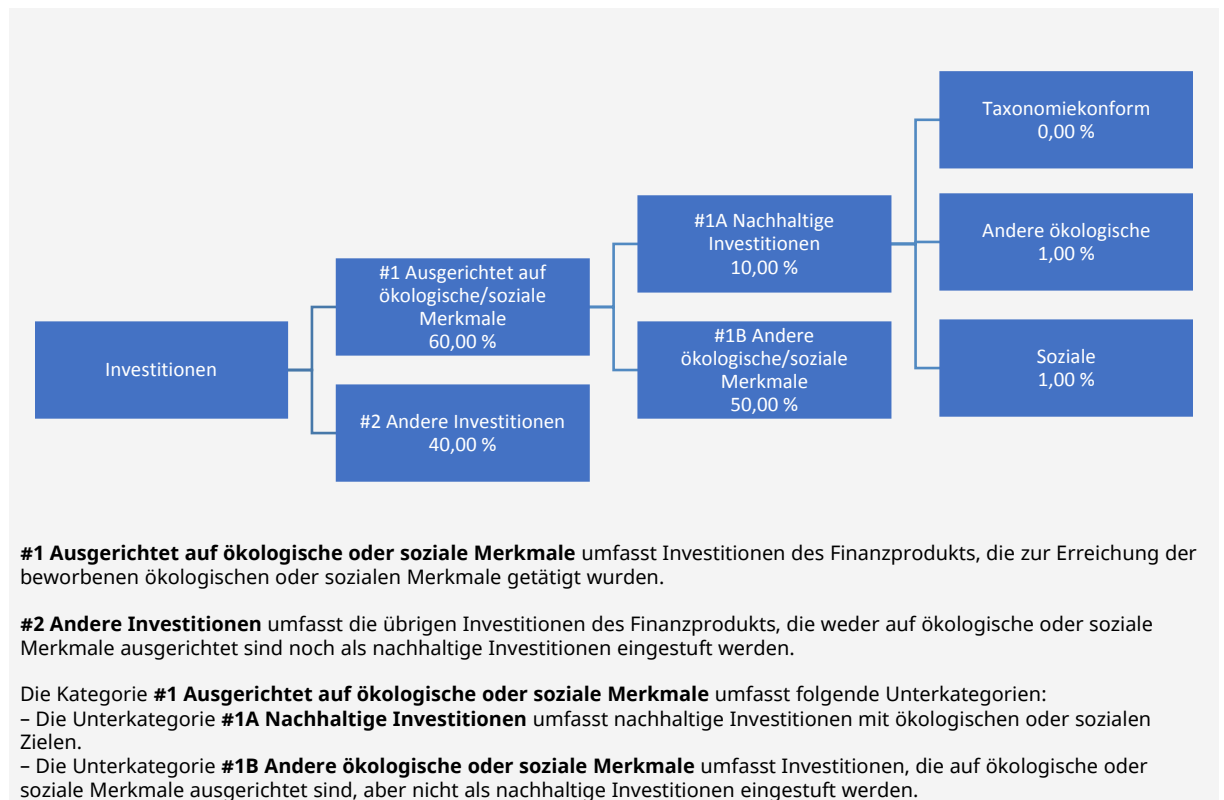 Investitionen
#1 Ausgerichtet auf
ökologische/soziale
Merkmale
60,00 %
#2 Andere Investitionen
40,00 %
#1A Nachhaltige
Investitionen
10,00 %
#1B Andere
ökologische/soziale
Merkmale
50,00 %
Taxonomiekonform
0,00 %
Andere ökologische
1,00 %
Soziale
1,00 %
#1 Ausgerichtet auf ökologische oder soziale Merkmale umfasst Investitionen des Finanzprodukts, die zur Erreichung der
beworbenen ökologischen oder sozialen Merkmale getätigt wurden.
#2 Andere Investitionen umfasst die übrigen Investitionen des Finanzprodukts, die weder auf ökologische oder soziale
Merkmale ausgerichtet sind noch als nachhaltige Investitionen eingestuft werden.
Die Kategorie #1 Ausgerichtet auf ökologische oder soziale Merkmale umfasst folgende Unterkategorien:
– Die Unterkategorie #1A Nachhaltige Investitionen umfasst nachhaltige Investitionen mit ökologischen oder sozialen
Zielen.
– Die Unterkategorie #1B Andere ökologische oder soziale Merkmale umfasst Investitionen, die auf ökologische oder
soziale Merkmale ausgerichtet sind, aber nicht als nachhaltige Investitionen eingestuft werden.